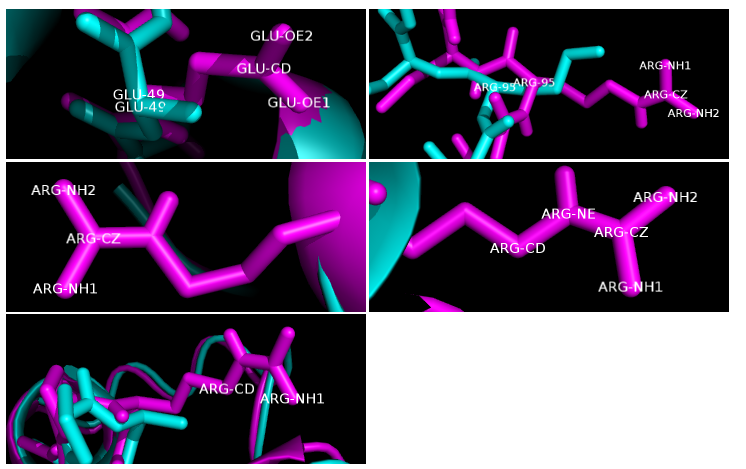 GLU-OE2
GLU-CD
GLU-49
GLU-OE1
GLU-49
ARG-NH1
ARG-95 ARG-95
ARG-CZ
ARG-NH2
ARG-NH2
ARG-CZ
ARG-NH1
ARG-NH2
ARG-NE
ARG-CZ
ARG-CD
ARG-NH1
ARG-CD
ARG-NH1